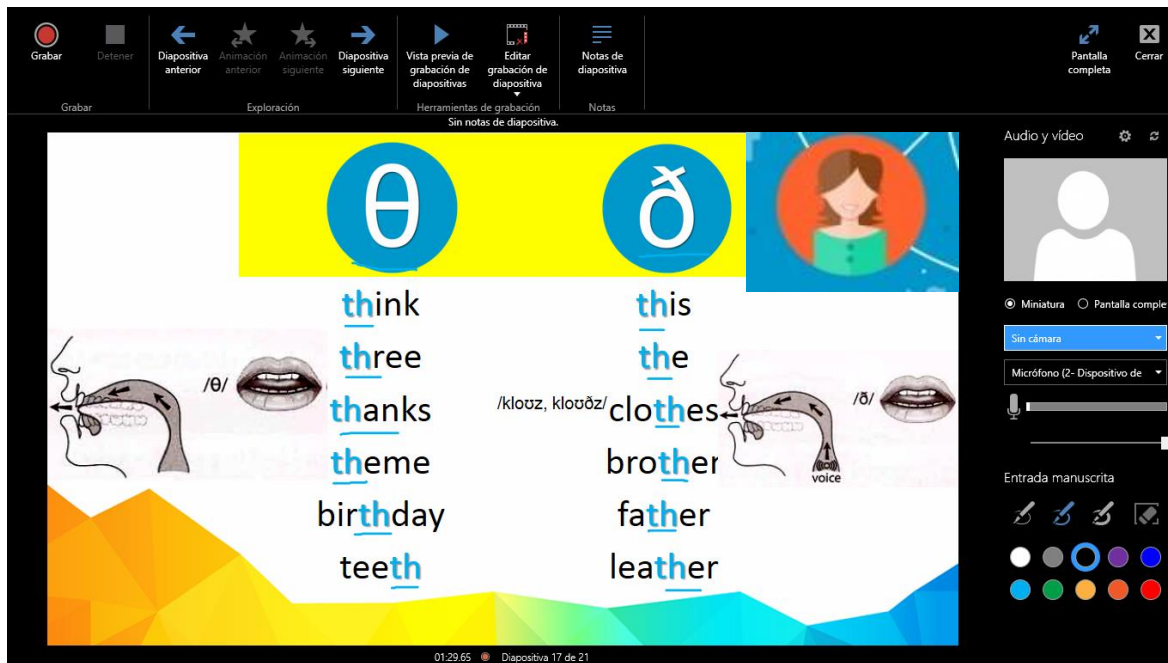 Grabar
Detener
Diapositiva anterior
Animación anterior
Animación siguiente
Diapositiva siguiente
Vista previa de grabación de diapositivas
Editar grabación de diapositiva
Notas de diapositiva
Pantalla completa
Cerrar
Grabar
Exploración
Herramientas de grabación
Notas
Sin notas de diapositiva.
θ
ð
think
three
thanks
theme
birthday
teeth
/θ/
this
the
/kloʊz, kloʊðz/ clothes
brother
father
leather
/ð/
voice
Audio y vídeo
Miniatura
Pantalla comple
Sin cámara
Micrófono (2- Dispositivo de
Entrada manuscrita
01:29.65
Diapositiva 17 de 21